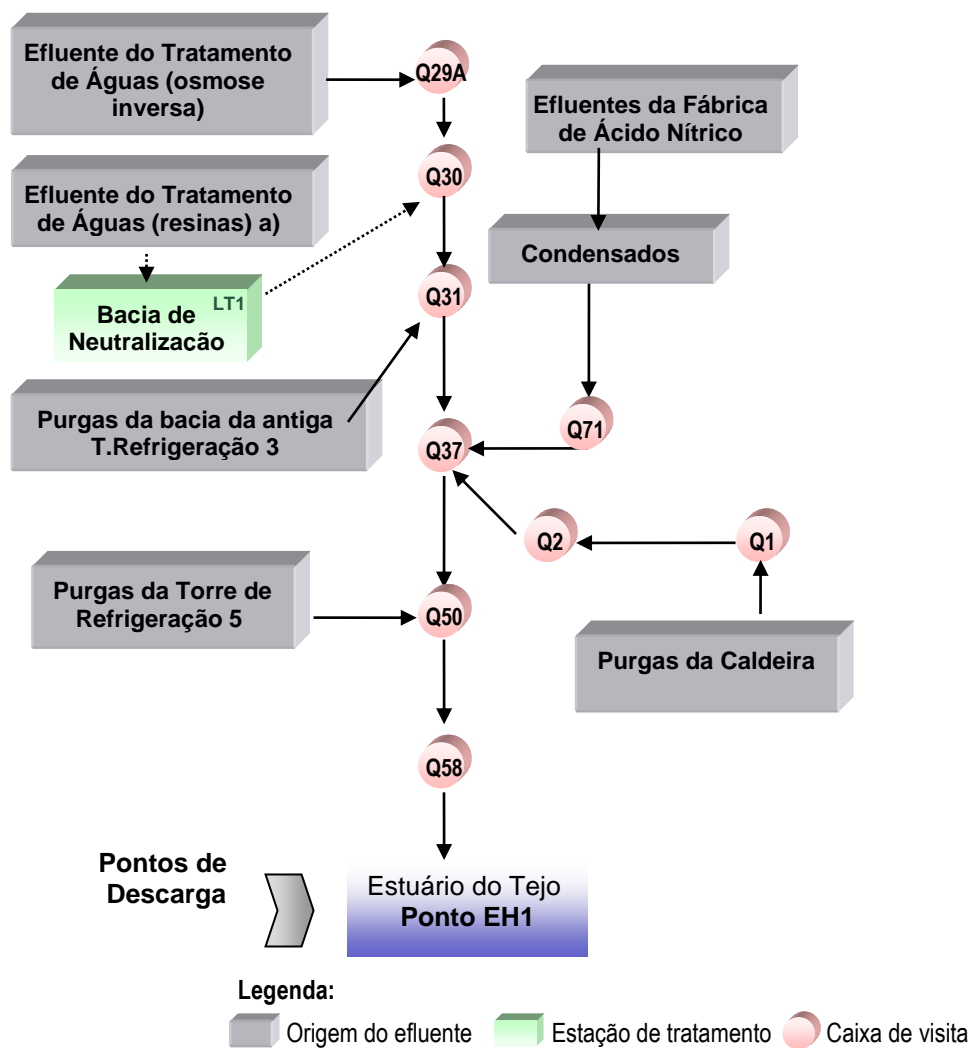 Efluente do Tratamento
de Águas (osmose
inversa)
Q29A
Efluentes da Fábrica
de Ácido Nítrico
Efluente do Tratamento
de Águas (resinas) a)
Q30
Condensados
LT1
Bacia de
Neutralizacão
Q31
Purgas da bacia da antiga
T.Refrigeração 3
Q71
Q37
Q2
Q1
Purgas da Torre de
Refrigeração 5
Q50
Purgas da Caldeira
Q58
Pontos de
Descarga
Estuário do Tejo
Ponto EH1
Legenda:
Origem do efluente
Estação de tratamento
Caixa de visita